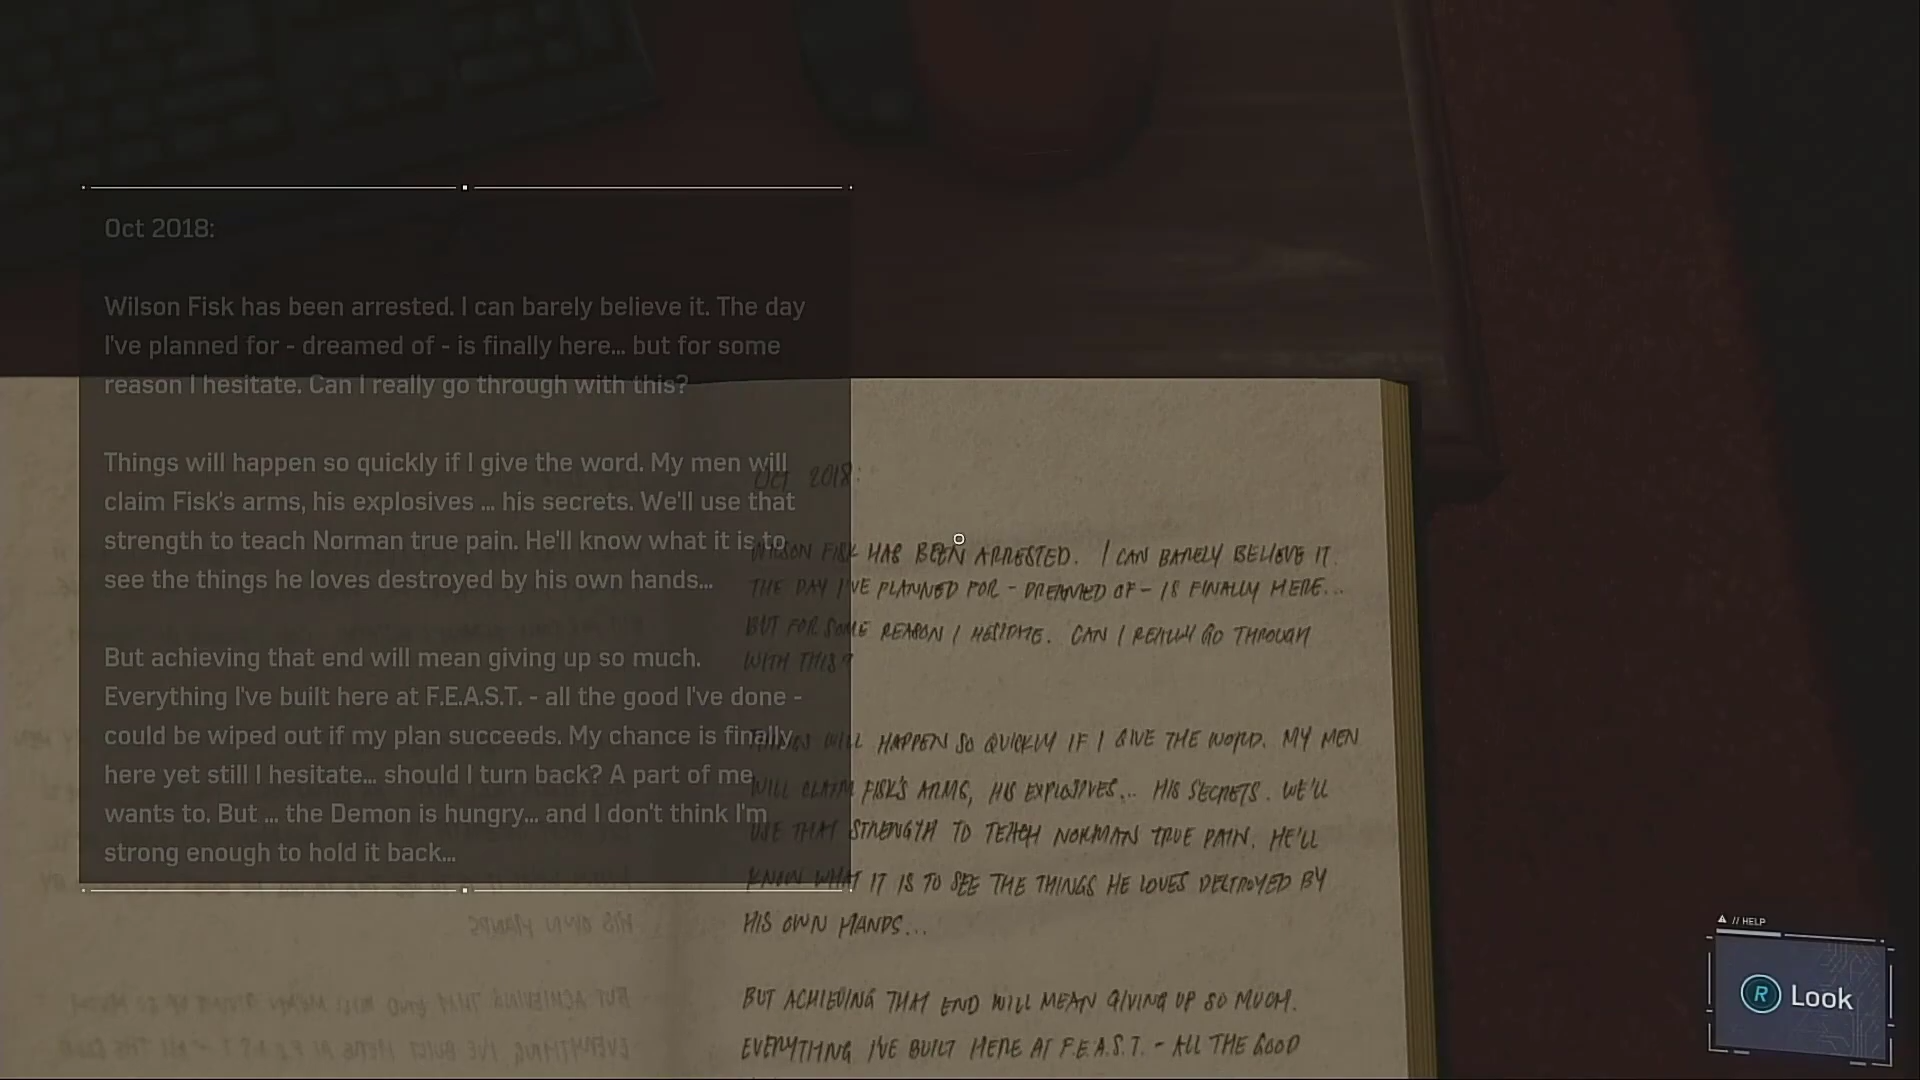 Oct 2018:
Wilson Fisk has been arrested. I can barely believe it. The day
I've planned for - dreamed of - is finally here... but for some
reason I hesitate. Can I really go through with this?
Things will happen so quickly if I give the word. My men will
claim Fisk's arms, his explosives ... his secrets. We'll use that
strength to teach Norman true pain. He'll know what it is to
see the things he loves destroyed by his own hands...
But achieving that end will mean giving up so much.
Everything I've built here at F.E.A.S.T. - all the good I've done -
could be wiped out if my plan succeeds. My chance is finally
here yet still I hesitate... should I turn back? A part of me
wants to. But ... the Demon is hungry... and I don't think I'm
strong enough to hold it back...
OCT 2018:
WILSON FISK HAS BEEN ARRESTED. I CAN BARELY BELIEVE IT.
THE DAY I'VE PLANNED FOR - DREAMED OF - IS FINALLY HERE...
BUT FOR SOME REASON I HESITATE. CAN I REALLY GO THROUGH
WITH THIS?
THINGS WILL HAPPEN SO QUICKLY IF I GIVE THE WORD. MY MEN
WILL CLAIM FISK'S ARMS, HIS EXPLOSIVES... HIS SECRETS. WE'LL
USE THAT STRENGTH TO TEACH NORMAN TRUE PAIN. HE'LL
KNOW WHAT IT IS TO SEE THE THINGS HE LOVES DESTROYED BY
HIS OWN HANDS...
BUT ACHIEVING THAT END WILL MEAN GIVING UP SO MUCH.
EVERYTHING I'VE BUILT HERE AT F.E.A.S.T. - ALL THE GOOD
// HELP
R Look